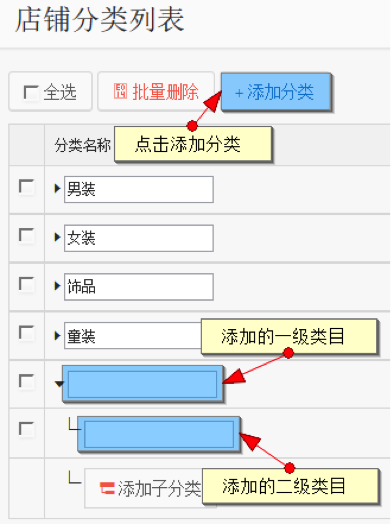 店铺分类列表
全选 批量删除 +添加分类
分类名称 点击添加分类
男装
女装
饰品
童装 添加的一级类目
添加子分类 添加的二级类目